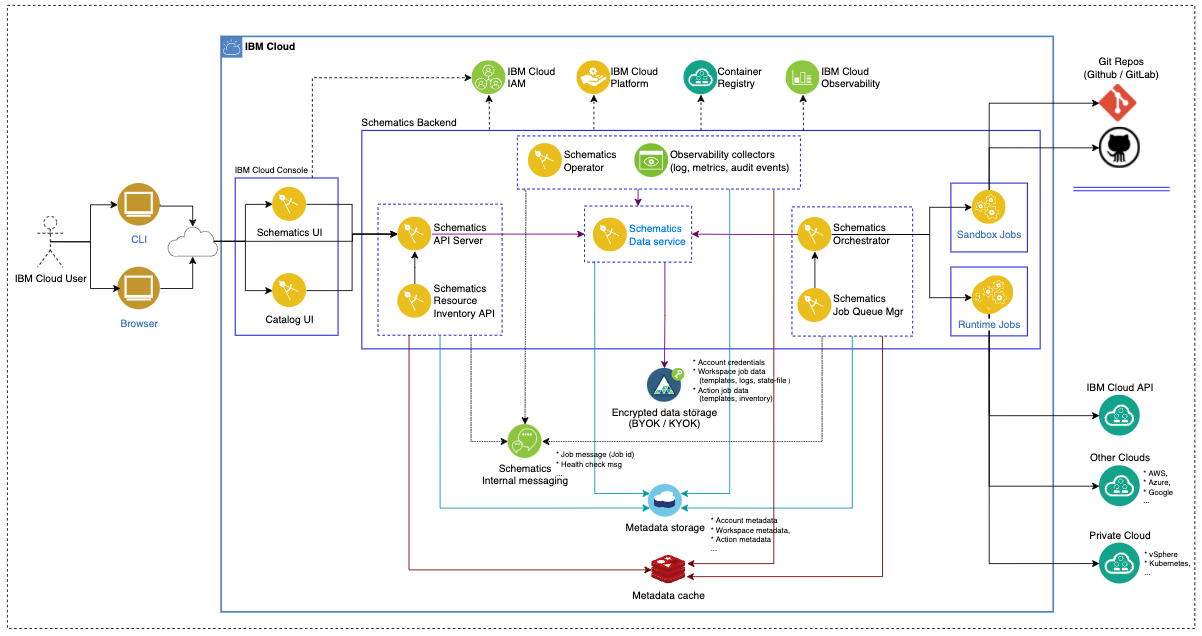 IBM Cloud
IBM Cloud
IAM
IBM Cloud
Platform
Container
Registry
IBM Cloud
Observability
Git Repos
(Github / GitLab)
Schematics Backend
Schematics
Operator
Observability collectors
(log, metrics, audit events)
IBM Cloud Console
Schematics UI
Catalog UI
CLI
Browser
IBM Cloud User
Schematics
API Server
Schematics
Resource
Inventory API
Schematics
Data service
Schematics
Orchestrator
Schematics
Job Queue Mgr
Sandbox Jobs
Runtime Jobs
* Account credentials
* Workspace job data
(templates, logs, state-file )
* Action job data
(templates, inventory)
Encrypted data storage
(BYOK / KYOK)
* Job message (Job id)
* Health check msg
...
Schematics
Internal messaging
Metadata storage
* Account metadata
* Workspace metadata,
* Action metadata
...
Metadata cache
IBM Cloud API
Other Clouds
* AWS,
* Azure,
* Google
...
Private Cloud
* vSphere
* Kubernetes,
...